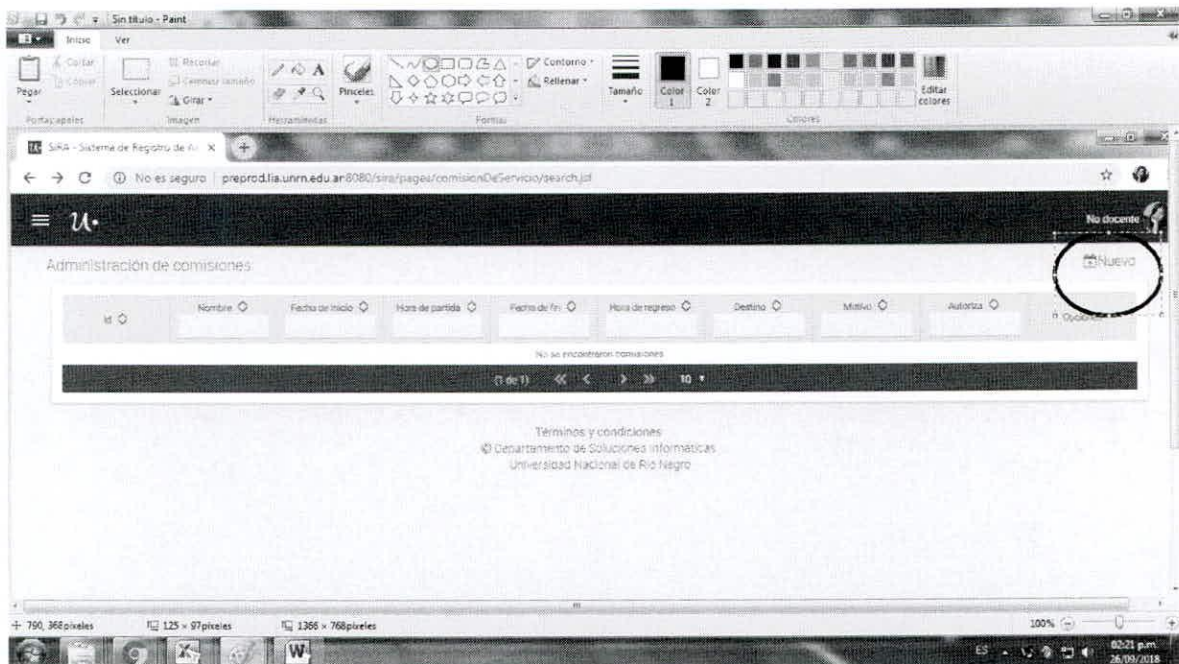 Sin título - Paint
Inicio Ver
Pegar
Cortar
Copiar
Portapapeles
Seleccionar
Recortar
Cambiar tamaño
Girar
Imagen
Pinceles
Herramientas
Contorno
Rellenar
Formas
Tamaño
Color 1
Color 2
Editar colores
Colores
SiRA - Sistema de Registro de
No es seguro preprod.lia.unrn.edu.ar:8080/sira/pages/comisionDeServicio/search.jsf
u.
No docente
Administración de comisiones
Nuevo
Id
Nombre
Fecha de inicio
Hora de partida
Fecha de fin
Hora de regreso
Destino
Motivo
Autoriza
No se encontraron comisiones
(1 de 1) 10
Términos y condiciones
© Departamento de Soluciones Informáticas
Universidad Nacional de Río Negro
790, 368píxeles
125 × 97píxeles
1366 × 768píxeles
100%
ES
02:21 p.m.
26/09/2018